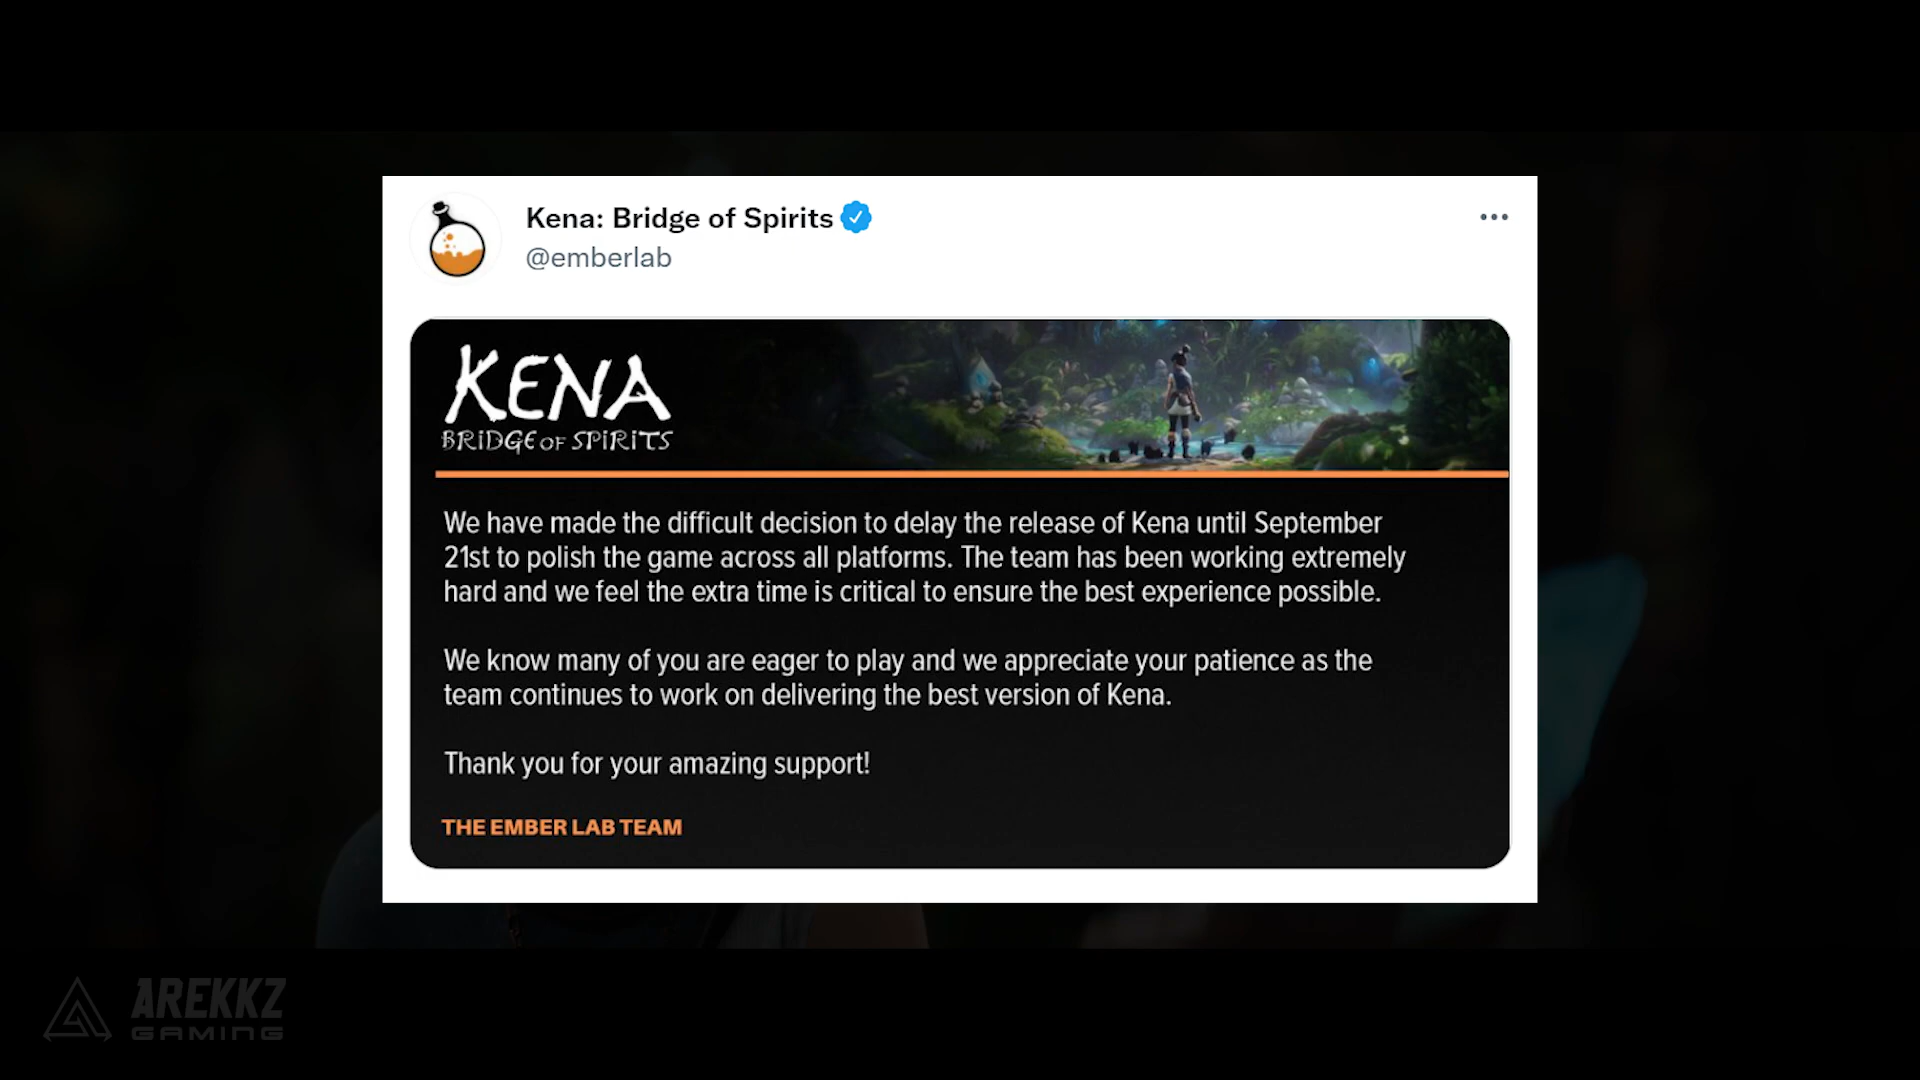 Kena: Bridge of Spirits
@emberlab
KENA
BRIDGE OF SPIRITS
We have made the difficult decision to delay the release of Kena until September
21st to polish the game across all platforms. The team has been working extremely
hard and we feel the extra time is critical to ensure the best experience possible.
We know many of you are eager to play and we appreciate your patience as the
team continues to work on delivering the best version of Kena.
Thank you for your amazing support!
THE EMBER LAB TEAM
AREKKZ
GAMING